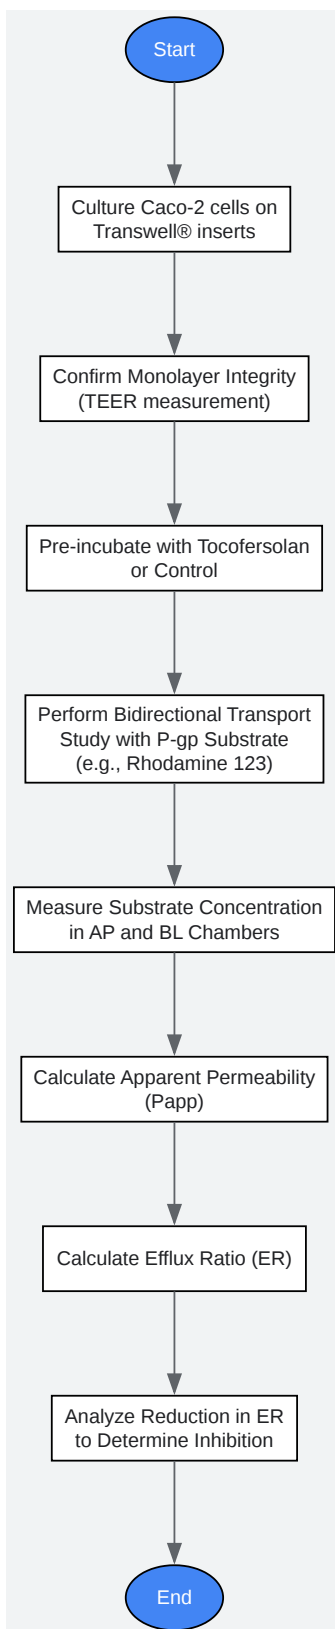 Start
Culture Caco-2 cells on
Transwell® inserts
Confirm Monolayer Integrity
(TEER measurement)
Pre-incubate with Tocofersolan
or Control
Perform Bidirectional Transport
Study with P-gp Substrate
(e.g., Rhodamine 123)
Measure Substrate Concentration
in AP and BL Chambers
Calculate Apparent Permeability
(Papp)
Calculate Efflux Ratio (ER)
Analyze Reduction in ER
to Determine Inhibition
End